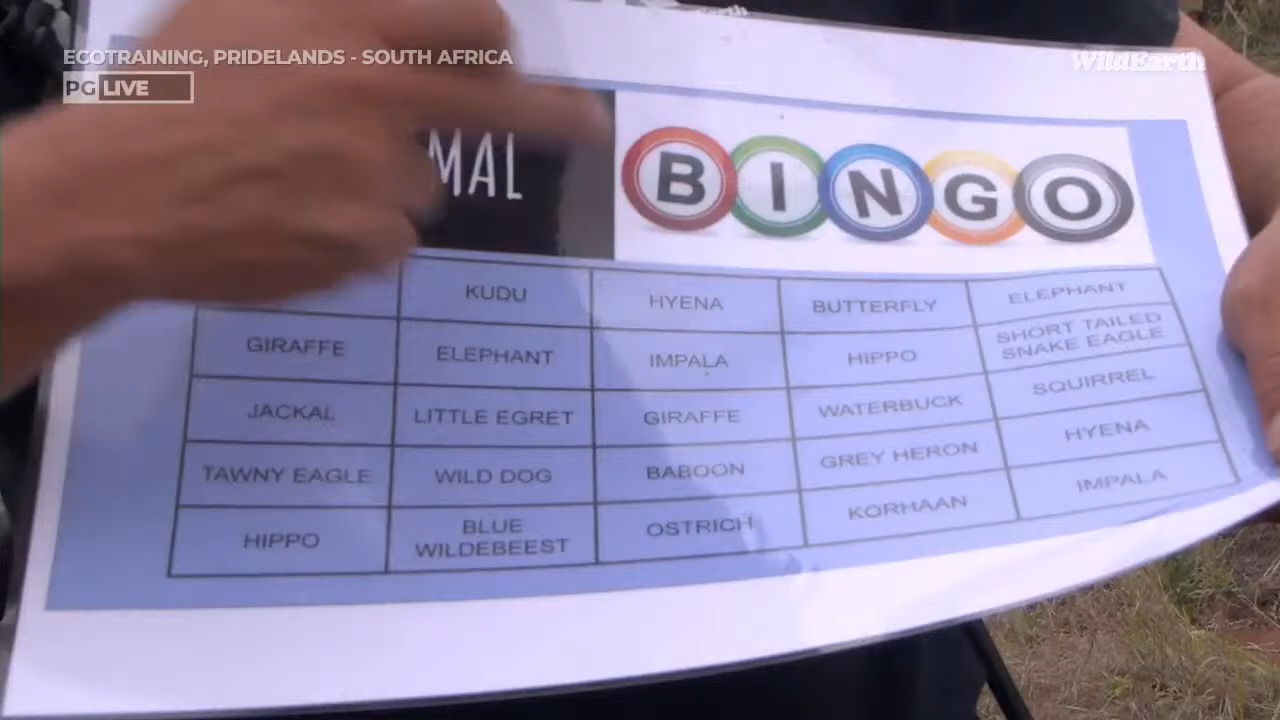 ECOTRAINING, PRIDELANDS - SOUTH AFRICA
WildEarth
PG LIVE
MAL
BINGO
KUDU HYENA BUTTERFLY ELEPHANT
GIRAFFE ELEPHANT IMPALA HIPPO SHORT TAILED
SNAKE EAGLE
JACKAL LITTLE EGRET GIRAFFE WATERBUCK SQUIRREL
TAWNY EAGLE WILD DOG BABOON GREY HERON HYENA
HIPPO BLUE
WILDEBEEST OSTRICH KORHAAN IMPALA